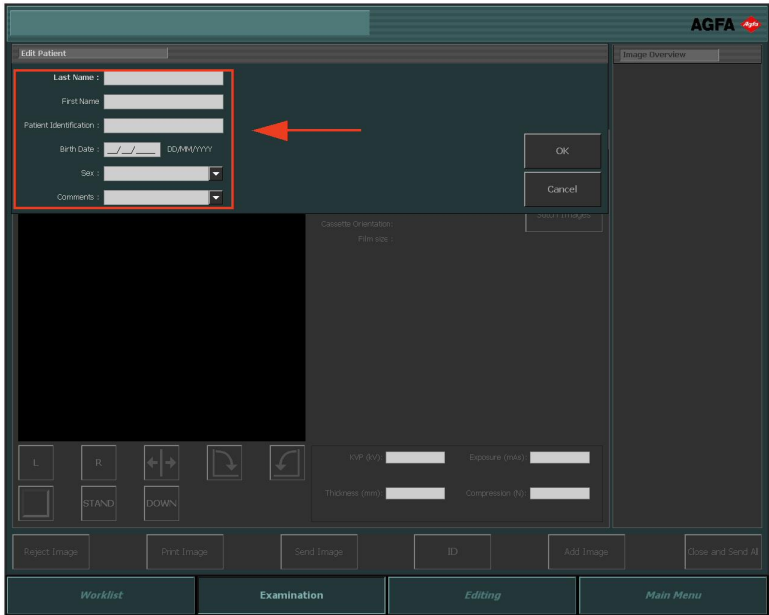 AGFA Agfa
Edit Patient
Image Overview
Last Name :
First Name
Patient Identification :
Birth Date : __/__/____ DD/MM/YYYY
Sex :
Comments :
OK
Cancel
Start Images
Cassette Orientation:
Film size :
L R
STAND DOWN
KVP (kV): Exposure (mAs):
Thickness (mm): Compression (N):
Reject Image Print Image Send Image ID Add Image Close and Send All
Worklist Examination Editing Main Menu